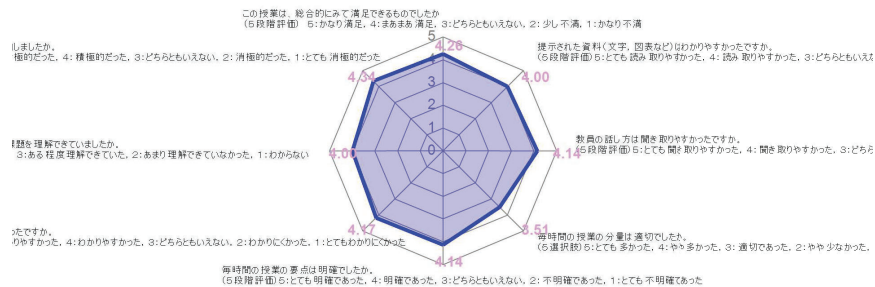 この授業は、総合的にみて満足できるものでしたか
(5段階評価) 5:かなり満足, 4:まあまあ満足, 3:どちらともいえない, 2:少し不満, 1:かなり不満
5
4.26
しましたか。
極的だった, 4:積極的だった, 3:どちらともいえない, 2:消極的だった, 1:とても消極的だった
提示された資料(文字、図表など)はわかりやすかったですか。
(5段階評価) 5:とても読み取りやすかった, 4:読み取りやすかった, 3:どちらともいえな
4.34
4.00
3
2
1
0
課題を理解できていましたか。
3:ある程度理解できていた, 2:あまり理解できていなかった, 1:わからない
4.00
教員の話し方は聞き取りやすかったですか。
(5段階評価) 5:とても聞き取りやすかった, 4:聞き取りやすかった, 3:どちら
4.14
ったですか。
りやすかった, 4:わかりやすかった, 3:どちらともいえない, 2:わかりにくかった, 1:とてもわかりにくかった
4.17
3.51
毎時間の授業の分量は適切でしたか。
(5選択肢) 5:とても多かった, 4:やや多かった, 3:適切であった, 2:やや少なかった,
4.14
毎時間の授業の要点は明確でしたか。
(5段階評価) 5:とても明確であった, 4:明確であった, 3:どちらともいえない, 2:不明確であった, 1:とても不明確であった